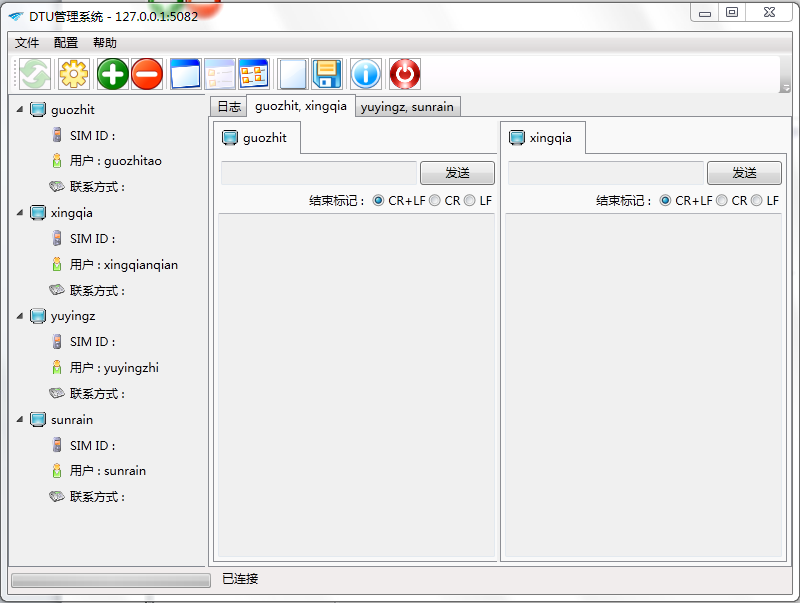 DTU管理系统 - 127.0.0.1:5082
文件 配置 帮助
guozhit
SIM ID :
用户 : guozhitao
联系方式 :
xingqia
SIM ID :
用户 : xingqianqian
联系方式 :
yuyingz
SIM ID :
用户 : yuyingzhi
联系方式 :
sunrain
SIM ID :
用户 : sunrain
联系方式 :
日志 guozhit, xingqia yuyingz, sunrain
guozhit
发送
结束标记 : CR+LF CR LF
xingqia
发送
结束标记 : CR+LF CR LF
已连接